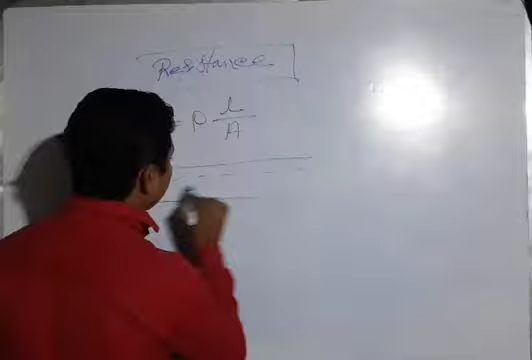 Resistance
= ρ l/A